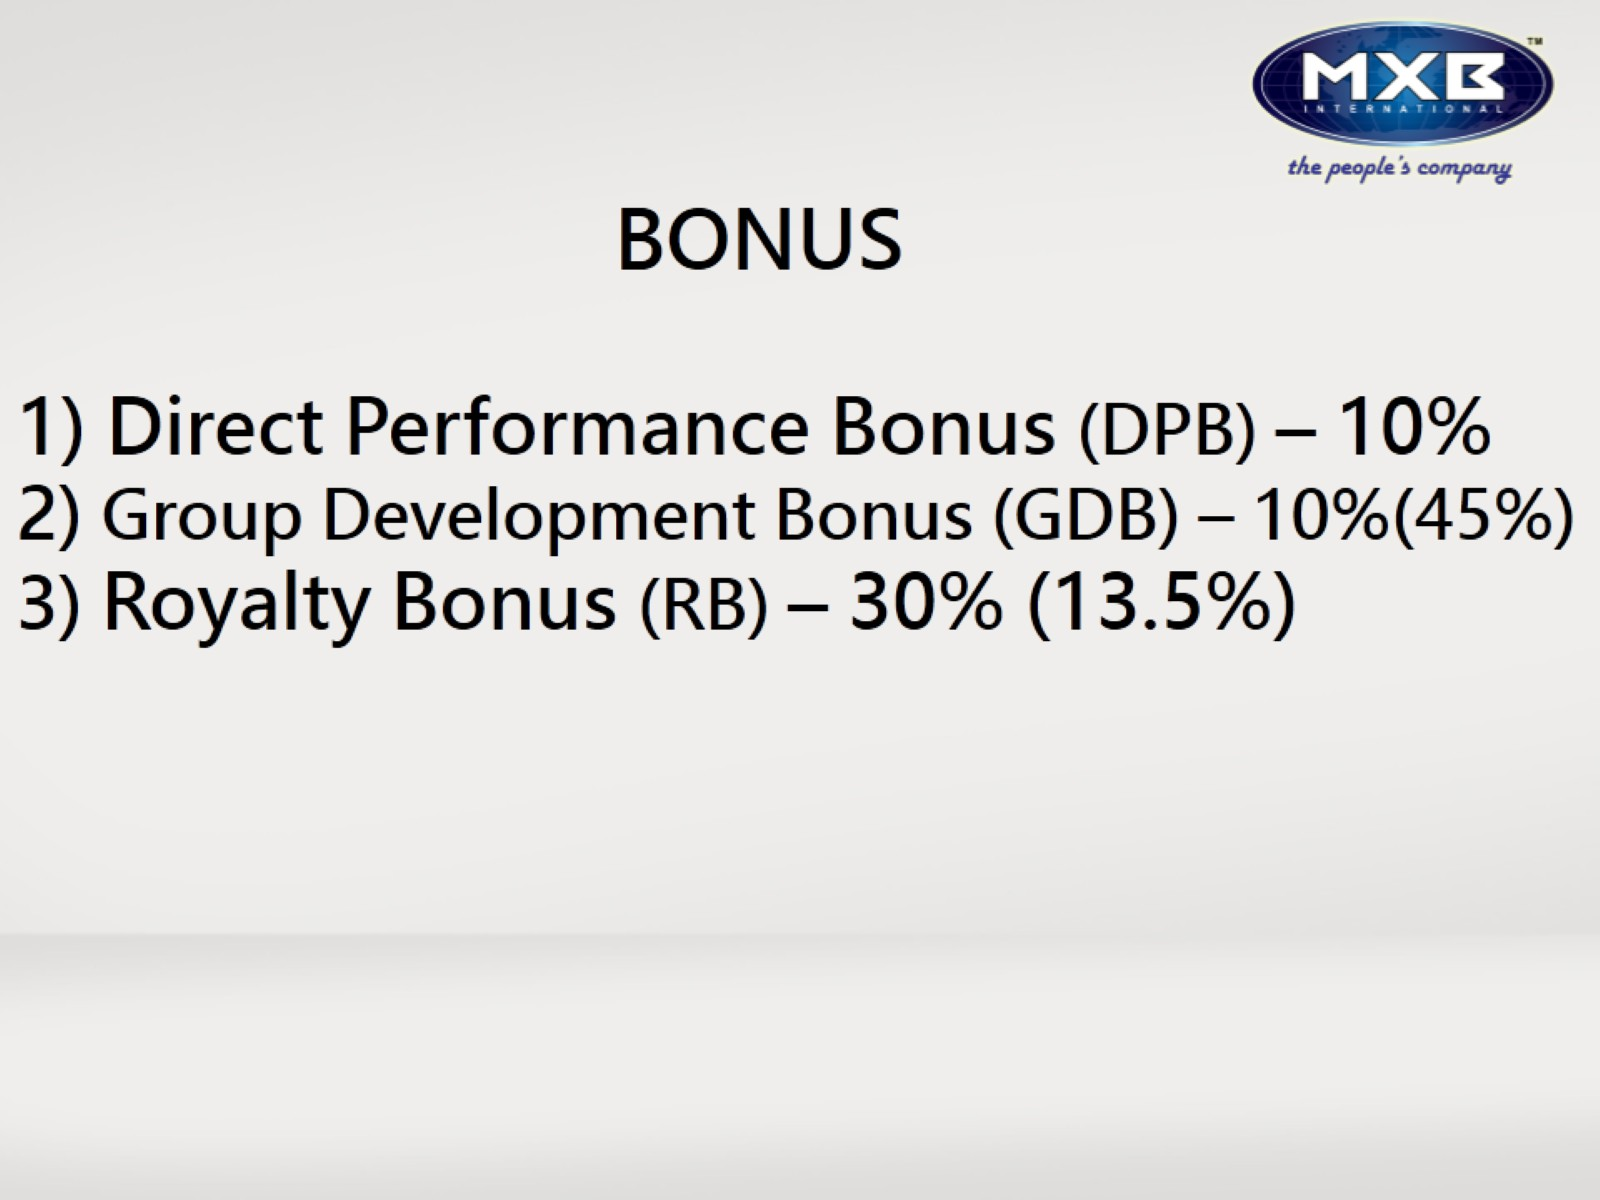 MXB
INTERNATIONAL
TM
the people's company
BONUS
1) Direct Performance Bonus (DPB) – 10%
2) Group Development Bonus (GDB) – 10%(45%)
3) Royalty Bonus (RB) – 30% (13.5%)